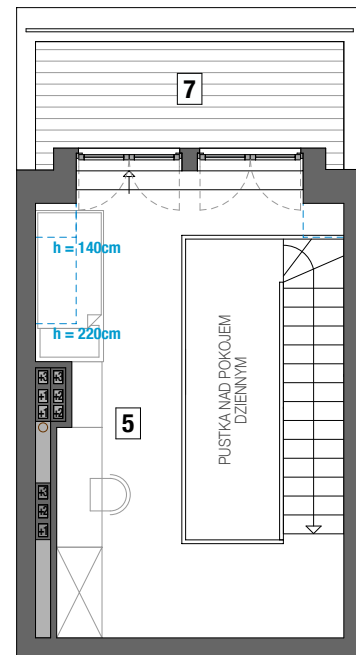 7
h = 140cm
h = 220cm
5
PUSTKA NAD POKOJEM
DZIENNYM